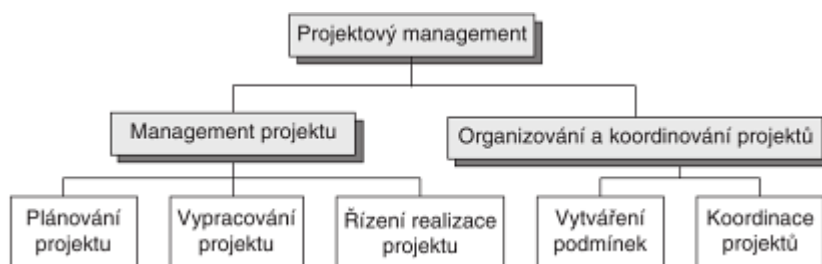 Projektový management
Management projektu
Organizování a koordinování projektů
Plánování
projektu
Vypracování
projektu
Řízení realizace
projektu
Vytváření
podmínek
Koordinace
projektů